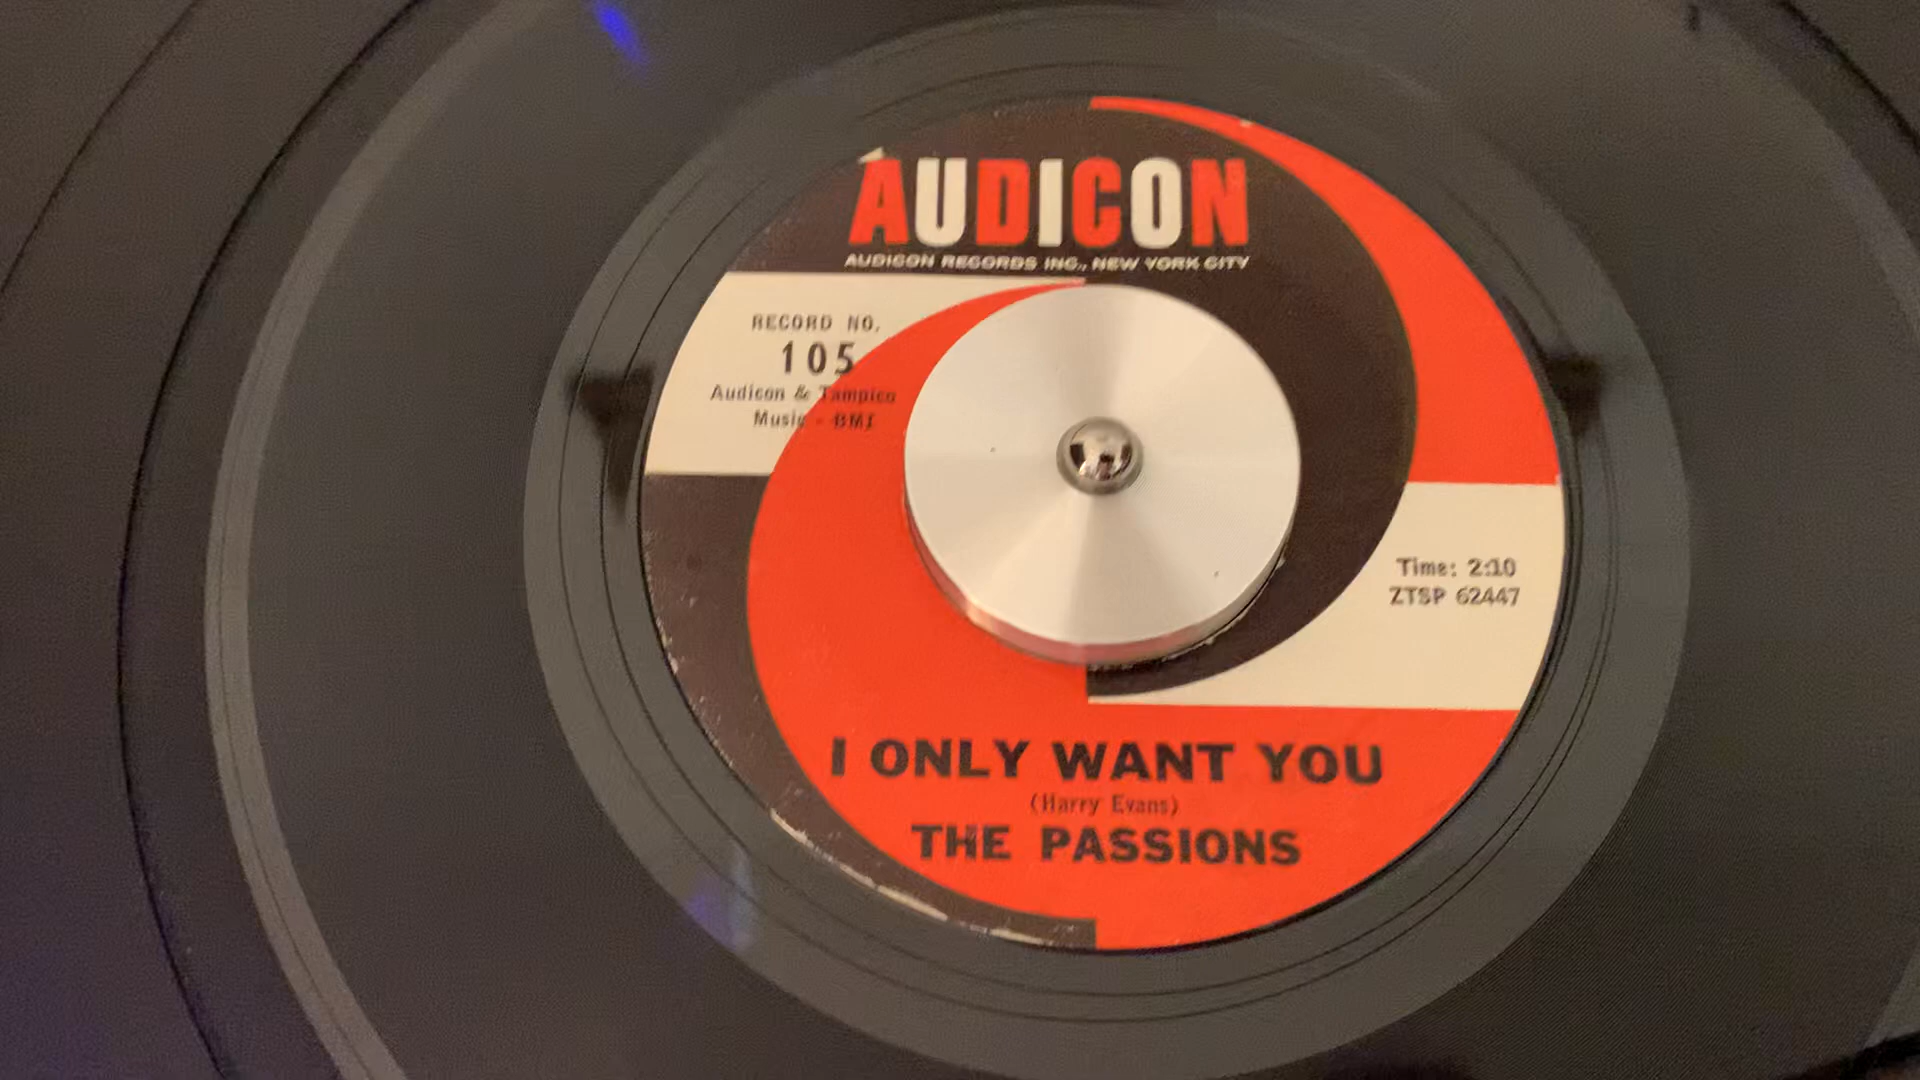 AUDICON
AUDICON RECORDS INC., NEW YORK CITY
RECORD NO.
105
Audicon & Tampico
Music - BMI
Time: 2:10
ZTSP 62447
I ONLY WANT YOU
(Harry Evans)
THE PASSIONS